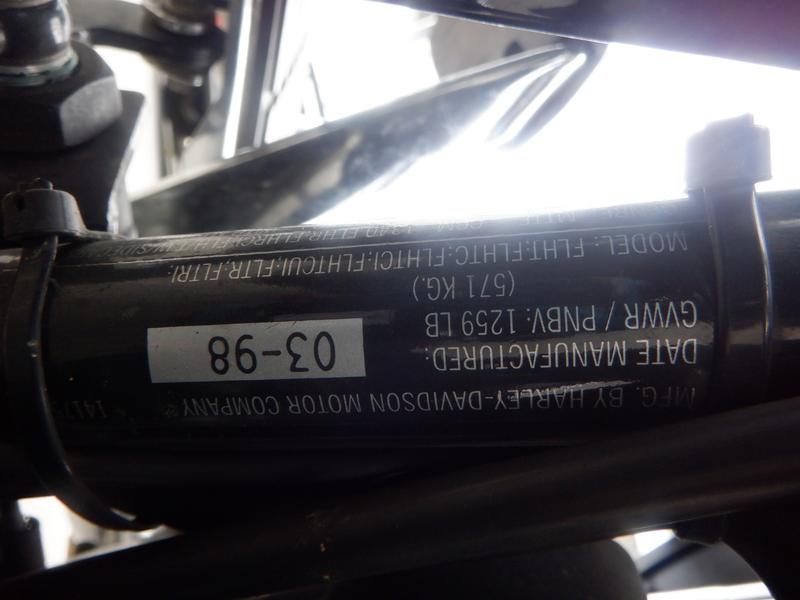 MFG. BY HARLEY-DAVIDSON MOTOR COMPANY
DATE MANUFACTURED: 03-98
GVWR / PNBV: 1259 LB
(571 KG.)
MODEL: FLHT:FLHTC:FLHTCI:FLHTCUI:FLTR:FLTRI: